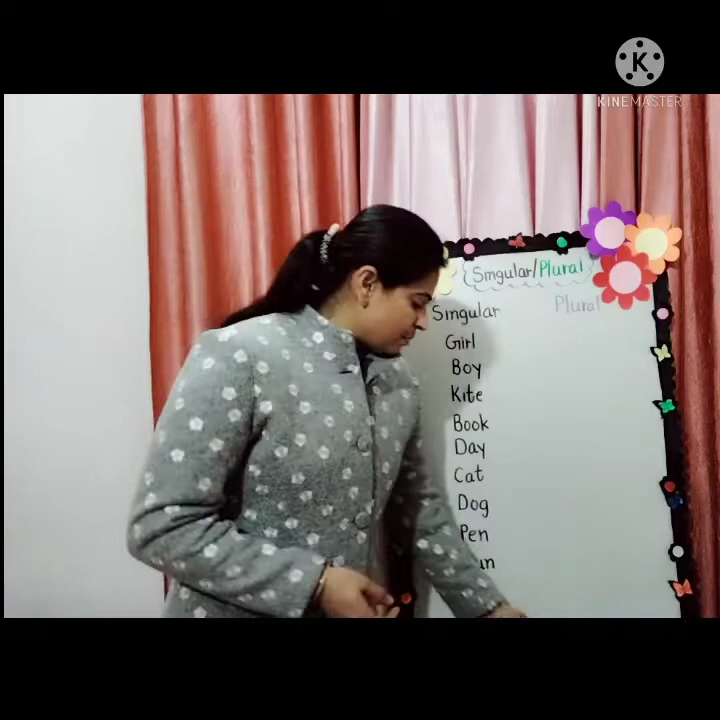 K
KINEMASTER
Singular/Plural
Singular Plural
Girl
Boy
Kite
Book
Day
Cat
Dog
Pen